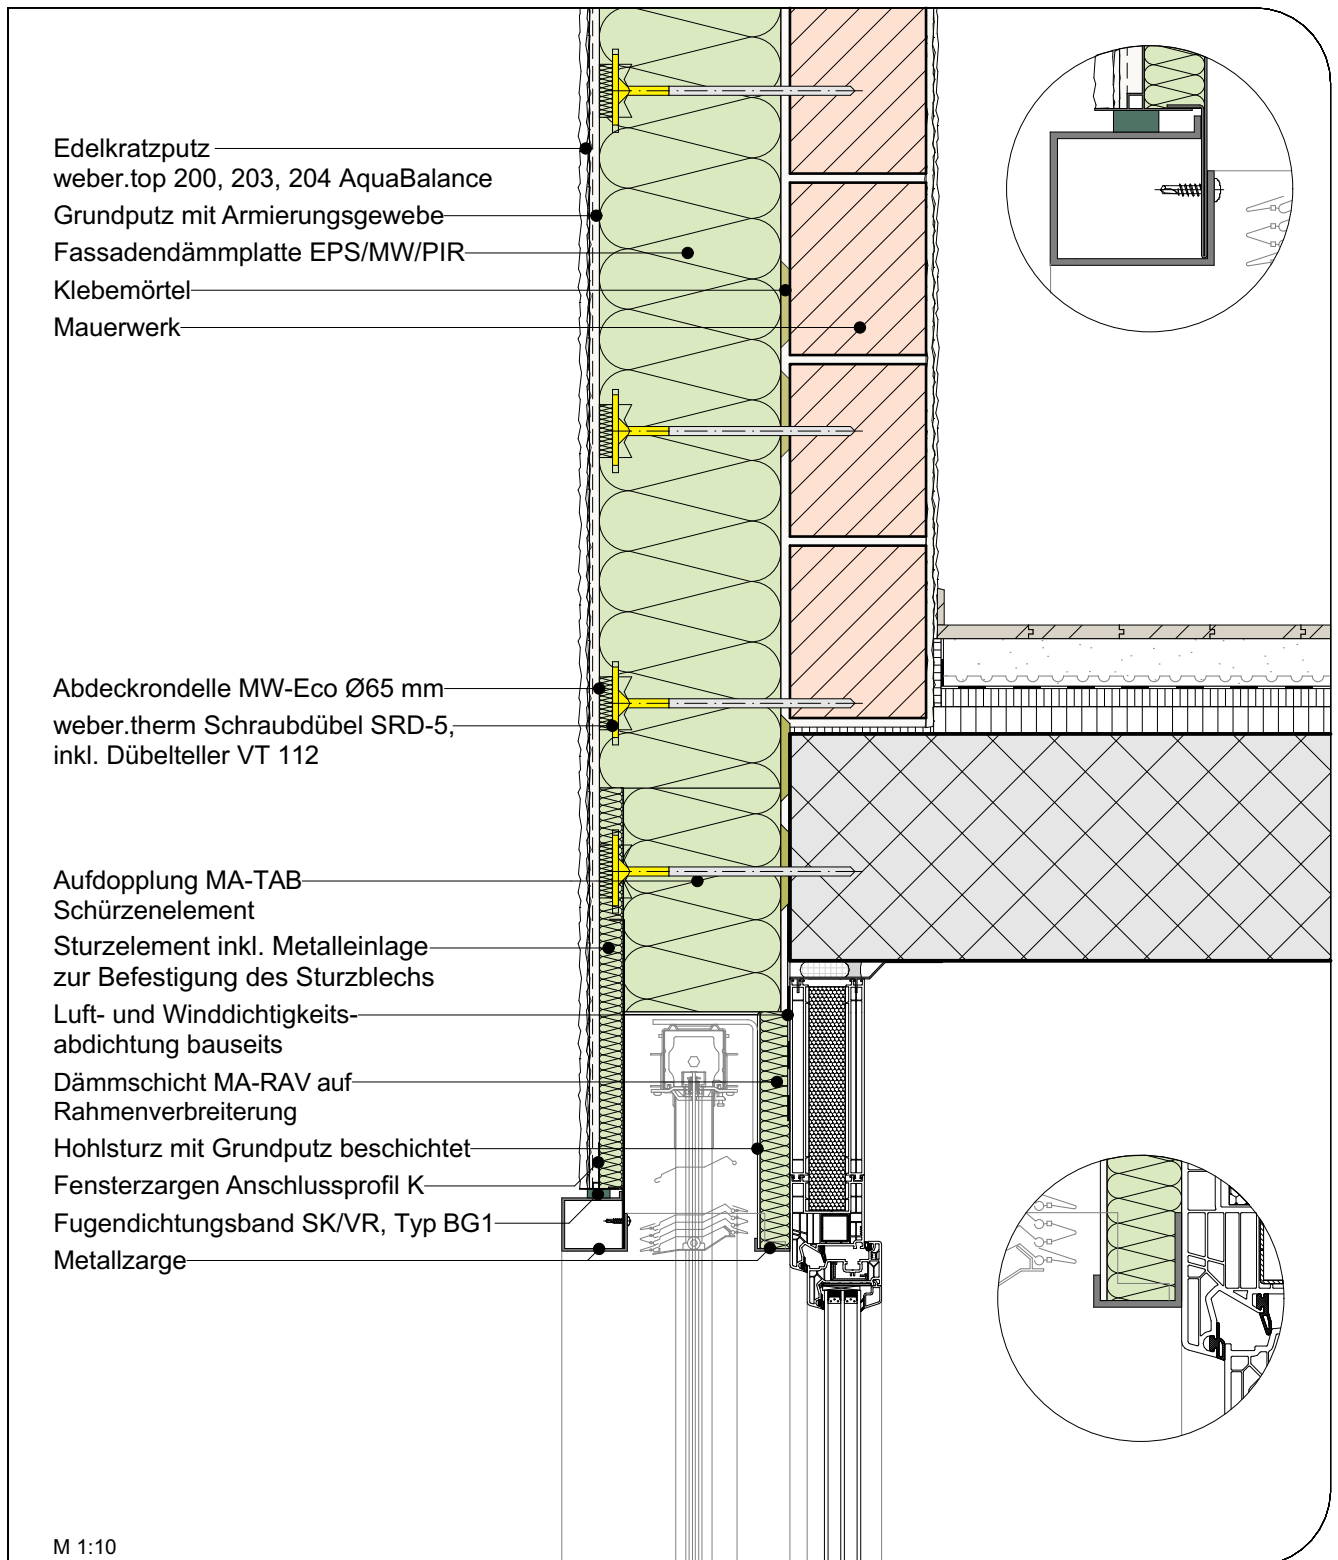 Edelkratzputz
weber.top 200, 203, 204 AquaBalance
Grundputz mit Armierungsgewebe
Fassadendämmplatte EPS/MW/PIR
Klebemörtel
Mauerwerk
Abdeckrondelle MW-Eco Ø65 mm
weber.therm Schraubdübel SRD-5,
inkl. Dübelteller VT 112
Aufdopplung MA-TAB
Schürzenelement
Sturzelement inkl. Metalleinlage
zur Befestigung des Sturzblechs
Luft- und Winddichtigkeits-
abdichtung bauseits
Dämmschicht MA-RAV auf
Rahmenverbreiterung
Hohlsturz mit Grundputz beschichtet
Fensterzargen Anschlussprofil K
Fugendichtungsband SK/VR, Typ BG1
Metallzarge
M 1:10